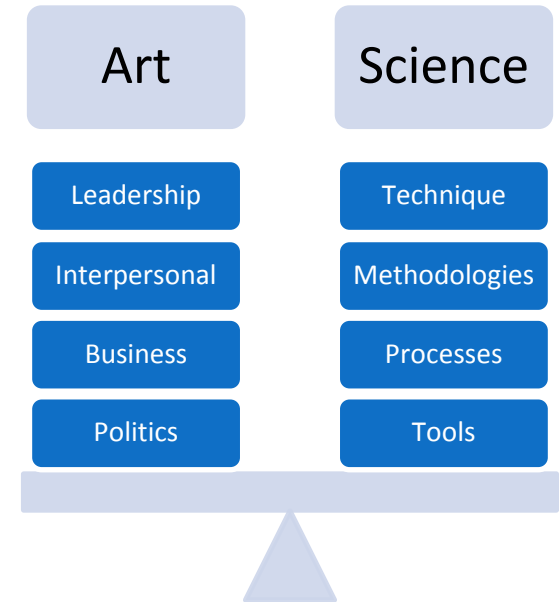 Art
Leadership
Interpersonal
Business
Politics
Science
Technique
Methodologies
Processes
Tools